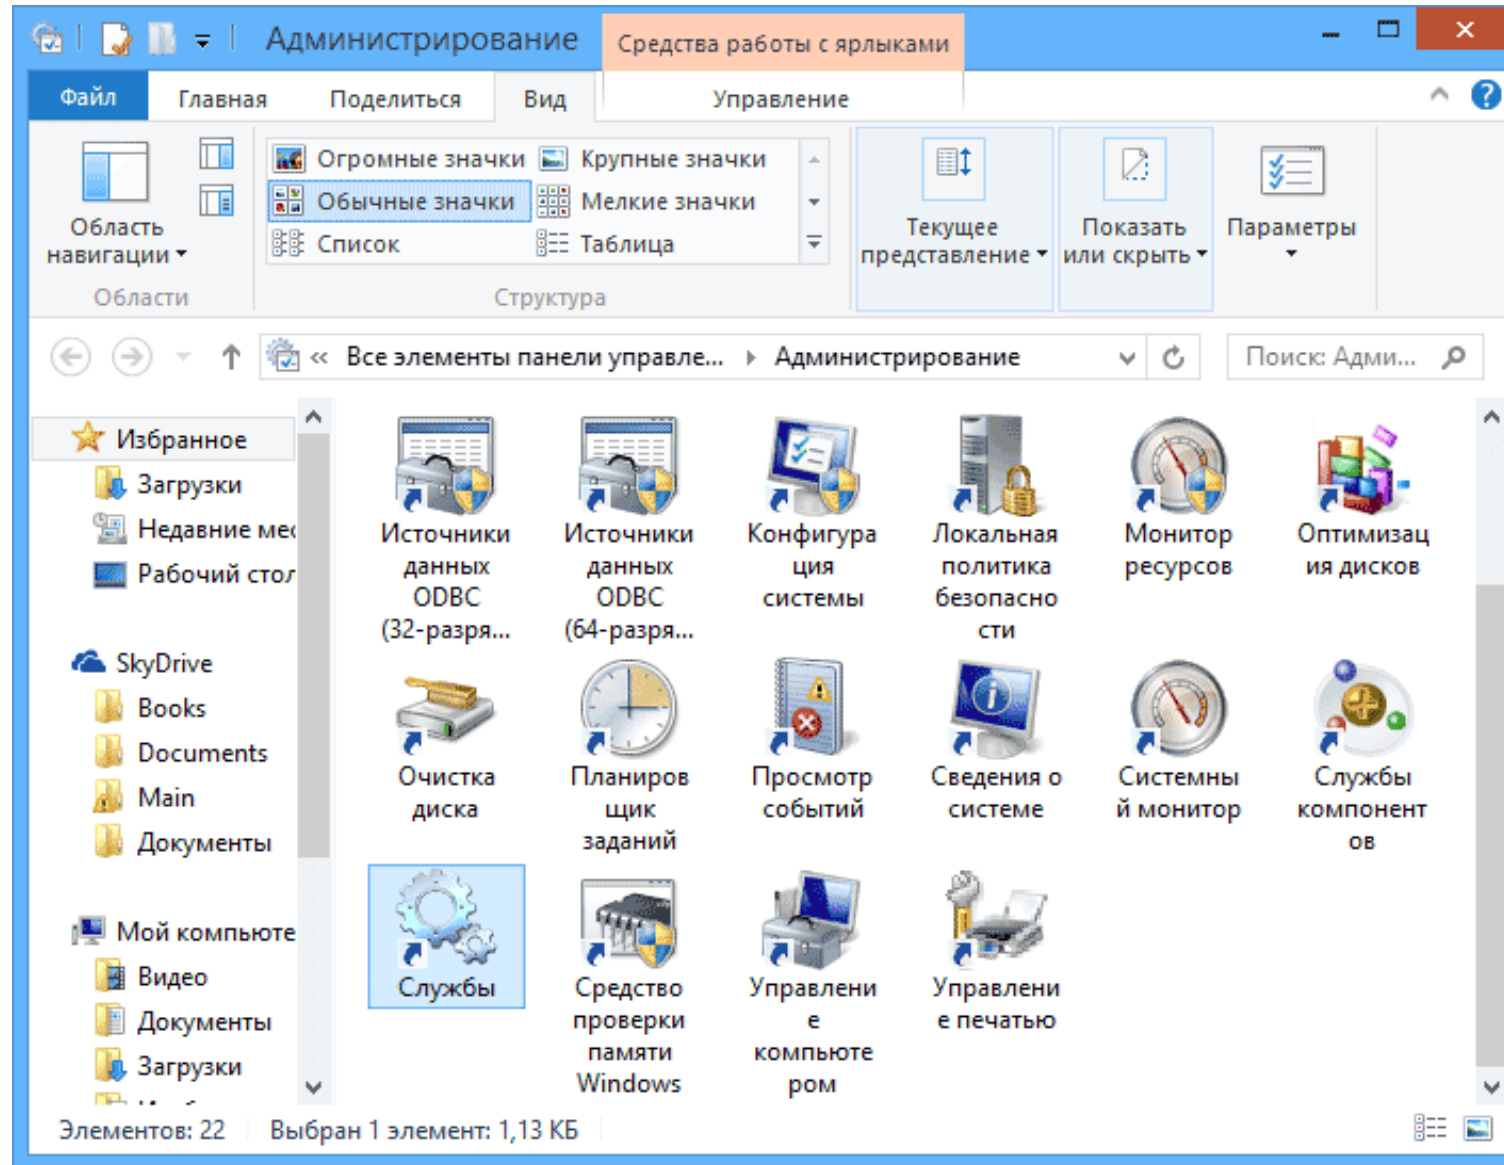 Администрирование
Средства работы с ярлыками
Файл
Главная
Поделиться
Вид
Управление
Область навигации
Огромные значки
Крупные значки
Обычные значки
Мелкие значки
Список
Таблица
Текущее представление
Показать или скрыть
Параметры
Области
Структура
« Все элементы панели управле...
Администрирование
Поиск: Адми...
Избранное
Загрузки
Недавние мес
Рабочий стол
SkyDrive
Books
Documents
Main
Документы
Мой компьюте
Видео
Документы
Загрузки
Источники
данных
ODBC
(32-разря...
Источники
данных
ODBC
(64-разря...
Конфигура
ция
системы
Локальная
политика
безопасно
сти
Монитор
ресурсов
Оптимизац
ия дисков
Очистка
диска
Планиров
щик
заданий
Просмотр
событий
Сведения о
системе
Системны
й монитор
Службы
компонент
ов
Службы
Средство
проверки
памяти
Windows
Управлени
е
компьюте
ром
Управлени
е печатью
Элементов: 22
Выбран 1 элемент: 1,13 КБ